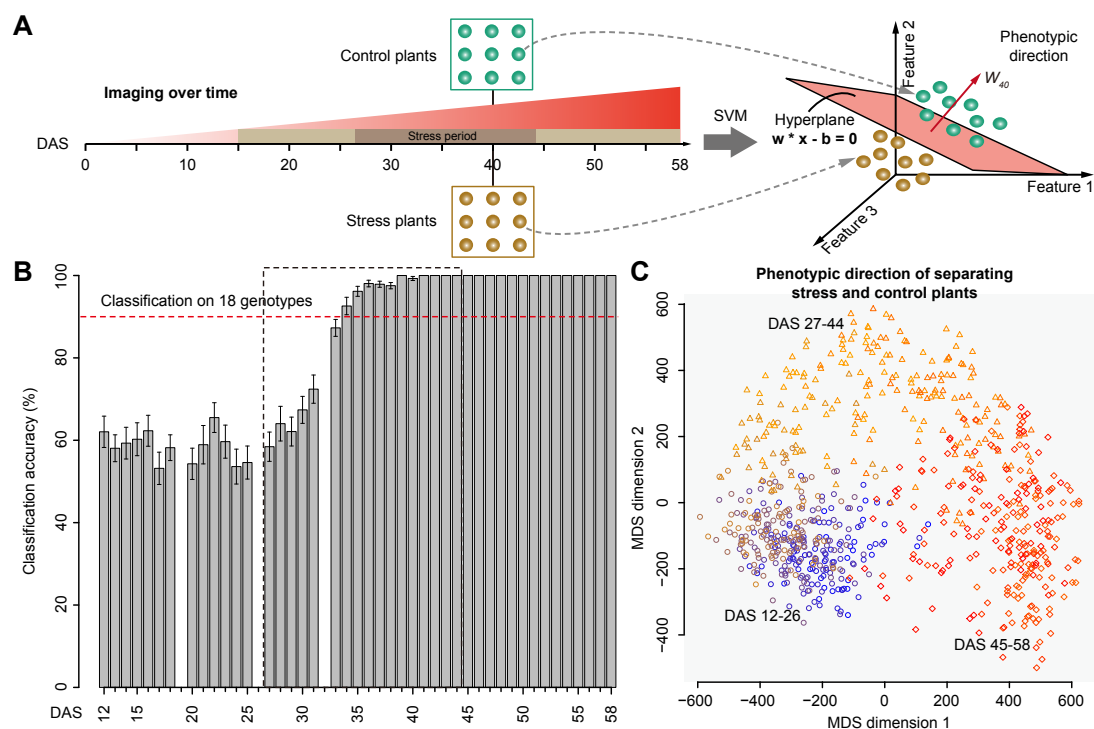 A
Control plants
Imaging over time
Stress period
DAS
0
10
20
30
40
50
58
Stress plants
SVM
Feature 2
Phenotypic
direction
W40
Hyperplane
w * x - b = 0
Feature 1
Feature 3
B
Classification on 18 genotypes
Classification accuracy (%)
100
80
60
40
20
0
DAS
12
15
20
25
30
35
40
45
50
55
58
C
Phenotypic direction of separating
stress and control plants
DAS 27-44
DAS 12-26
DAS 45-58
MDS dimension 2
600
400
200
0
−200
−400
−600
−400
−200
0
200
400
600
MDS dimension 1